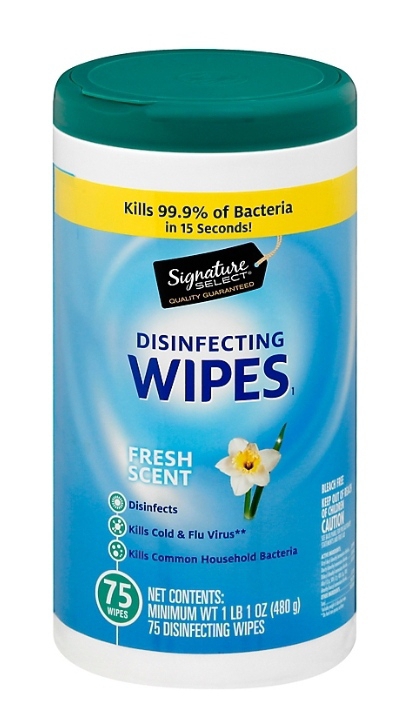 Kills 99.9% of Bacteria
in 15 Seconds!
Signature
SELECT®
QUALITY GUARANTEED
DISINFECTING
WIPES1
FRESH
SCENT
Disinfects
Kills Cold & Flu Virus**
Kills Common Household Bacteria
75
WIPES
NET CONTENTS:
MINIMUM WT 1 LB 1 OZ (480 g)
75 DISINFECTING WIPES
BLEACH FREE
KEEP OUT OF REACH
OF CHILDREN
CAUTION